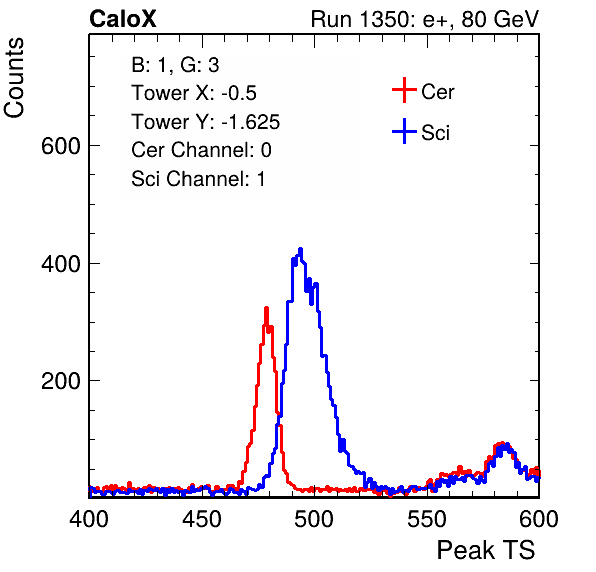 CaloX
Run 1350: e+, 80 GeV
Counts
B: 1, G: 3
Tower X: -0.5
Tower Y: -1.625
Cer Channel: 0
Sci Channel: 1
Cer
Sci
600
400
200
400
450
500
550
600
Peak TS